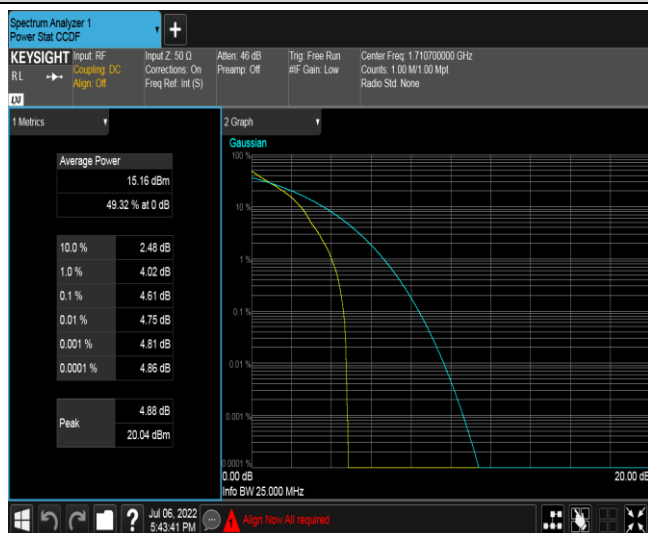 Spectrum Analyzer 1
Power Stat CCDF
+
KEYSIGHT
RL
LXI
Input: RF
Coupling: DC
Align: Off
Input Z: 50 Ω
Corrections: On
Freq Ref: Int (S)
Atten: 46 dB
Preamp: Off
Trig: Free Run
#IF Gain: Low
Center Freq: 1.710700000 GHz
Counts: 1.00 M/1.00 Mpt
Radio Std: None
1 Metrics
Average Power
15.16 dBm
49.32 % at 0 dB
10.0 % 2.48 dB
1.0 % 4.02 dB
0.1 % 4.61 dB
0.01 % 4.75 dB
0.001 % 4.81 dB
0.0001 % 4.86 dB
Peak 4.88 dB
20.04 dBm
2 Graph
Gaussian
100 %
10 %
1 %
0.1 %
0.01 %
0.001 %
0.0001 %
0.00 dB
20.00 dB
Info BW 25.000 MHz
?
Jul 06, 2022
5:43:41 PM
Align Now All required